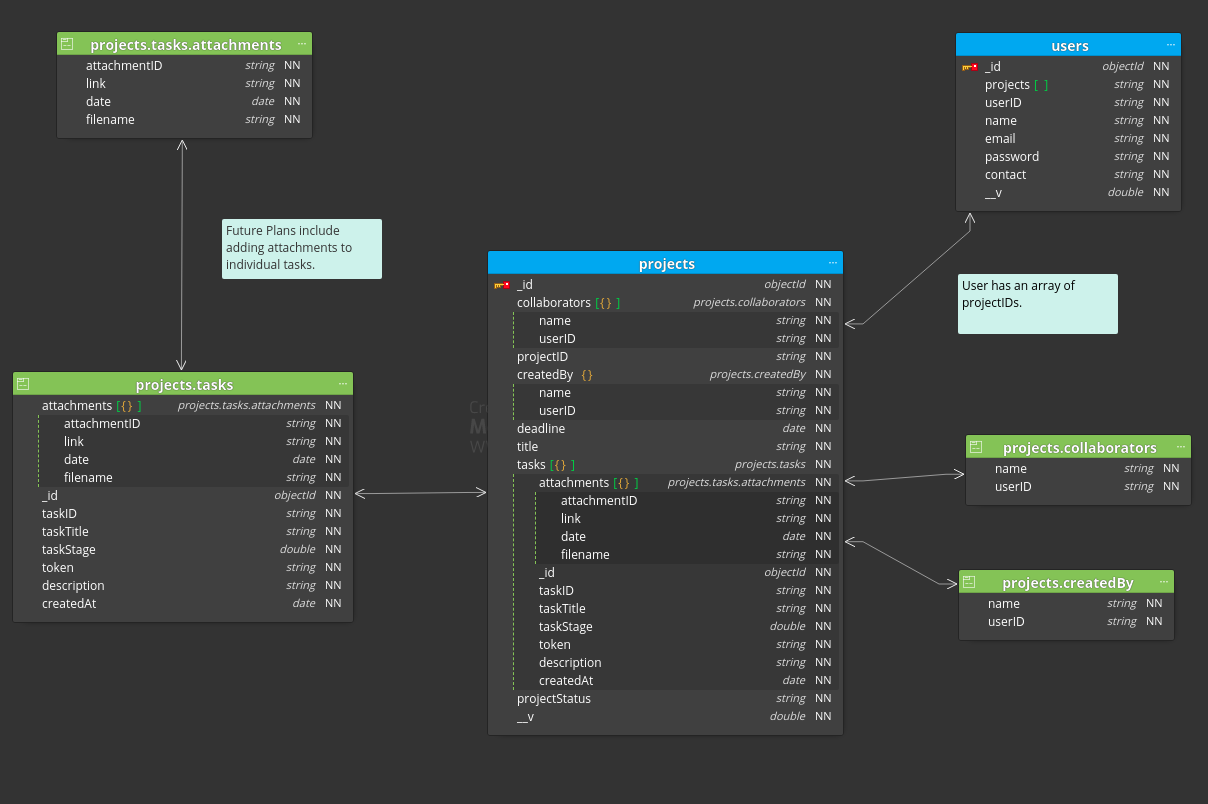 projects.tasks.attachments ...
attachmentID string NN
link string NN
date date NN
filename string NN
Future Plans include
adding attachments to
individual tasks.
projects.tasks ...
attachments [{} ] projects.tasks.attachments NN
attachmentID string NN
link string NN
date date NN
filename string NN
_id objectId NN
taskID string NN
taskTitle string NN
taskStage double NN
token string NN
description string NN
createdAt date NN
projects ...
_id objectId NN
collaborators [{} ] projects.collaborators NN
name string NN
userID string NN
projectID string NN
createdBy {} projects.createdBy NN
name string NN
userID string NN
deadline date NN
title string NN
tasks [{} ] projects.tasks NN
attachments [{} ] projects.tasks.attachments NN
attachmentID string NN
link string NN
date date NN
filename string NN
_id objectId NN
taskID string NN
taskTitle string NN
taskStage double NN
token string NN
description string NN
createdAt date NN
projectStatus string NN
__v double NN
users ...
_id objectId NN
projects [ ] string NN
userID string NN
name string NN
email string NN
password string NN
contact string NN
__v double NN
User has an array of
projectIDs.
projects.collaborators ...
name string NN
userID string NN
projects.createdBy ...
name string NN
userID string NN